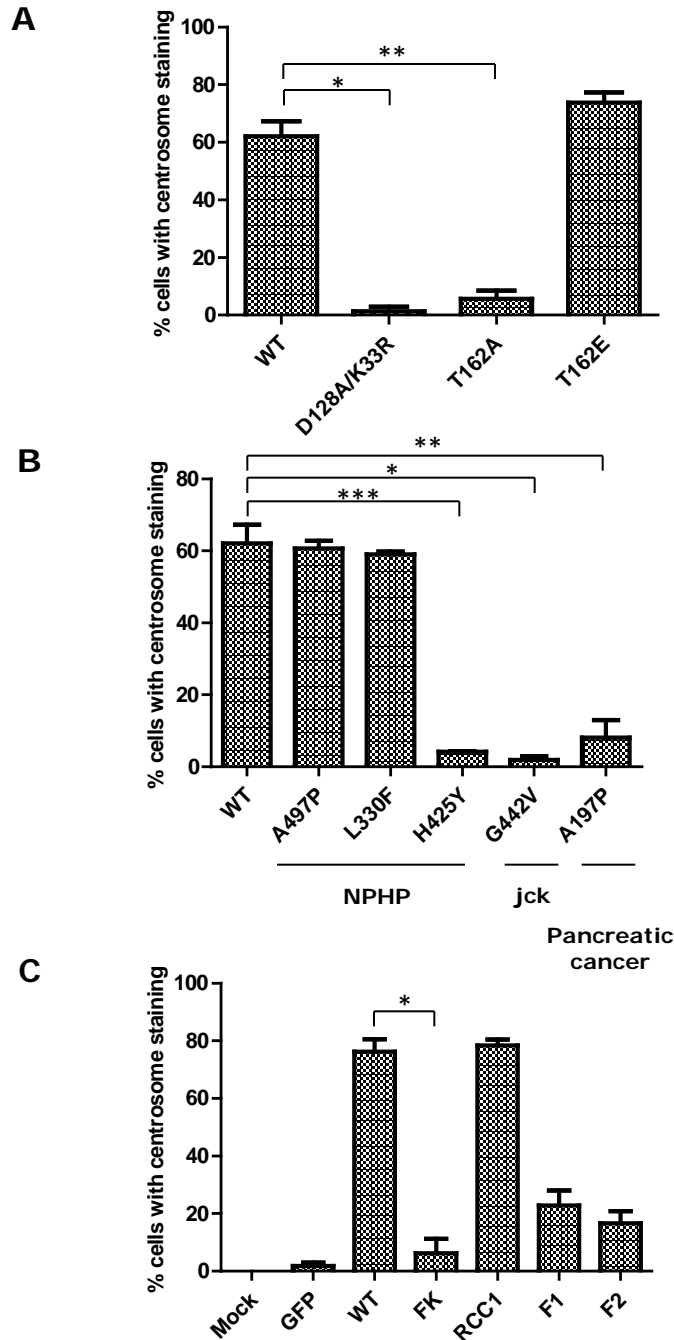 A
% cells with centrosome staining
100
80
60
40
20
0
**
*
WT
D128A/K33R
T162A
T162E
B
% cells with centrosome staining
80
60
40
20
0
**
*
***
WT
A497P
L330F
H425Y
G442V
A197P
NPHP
jck
Pancreatic
cancer
C
% cells with centrosome staining
100
80
60
40
20
0
*
Mock
GFP
WT
FK
RCC1
F1
F2